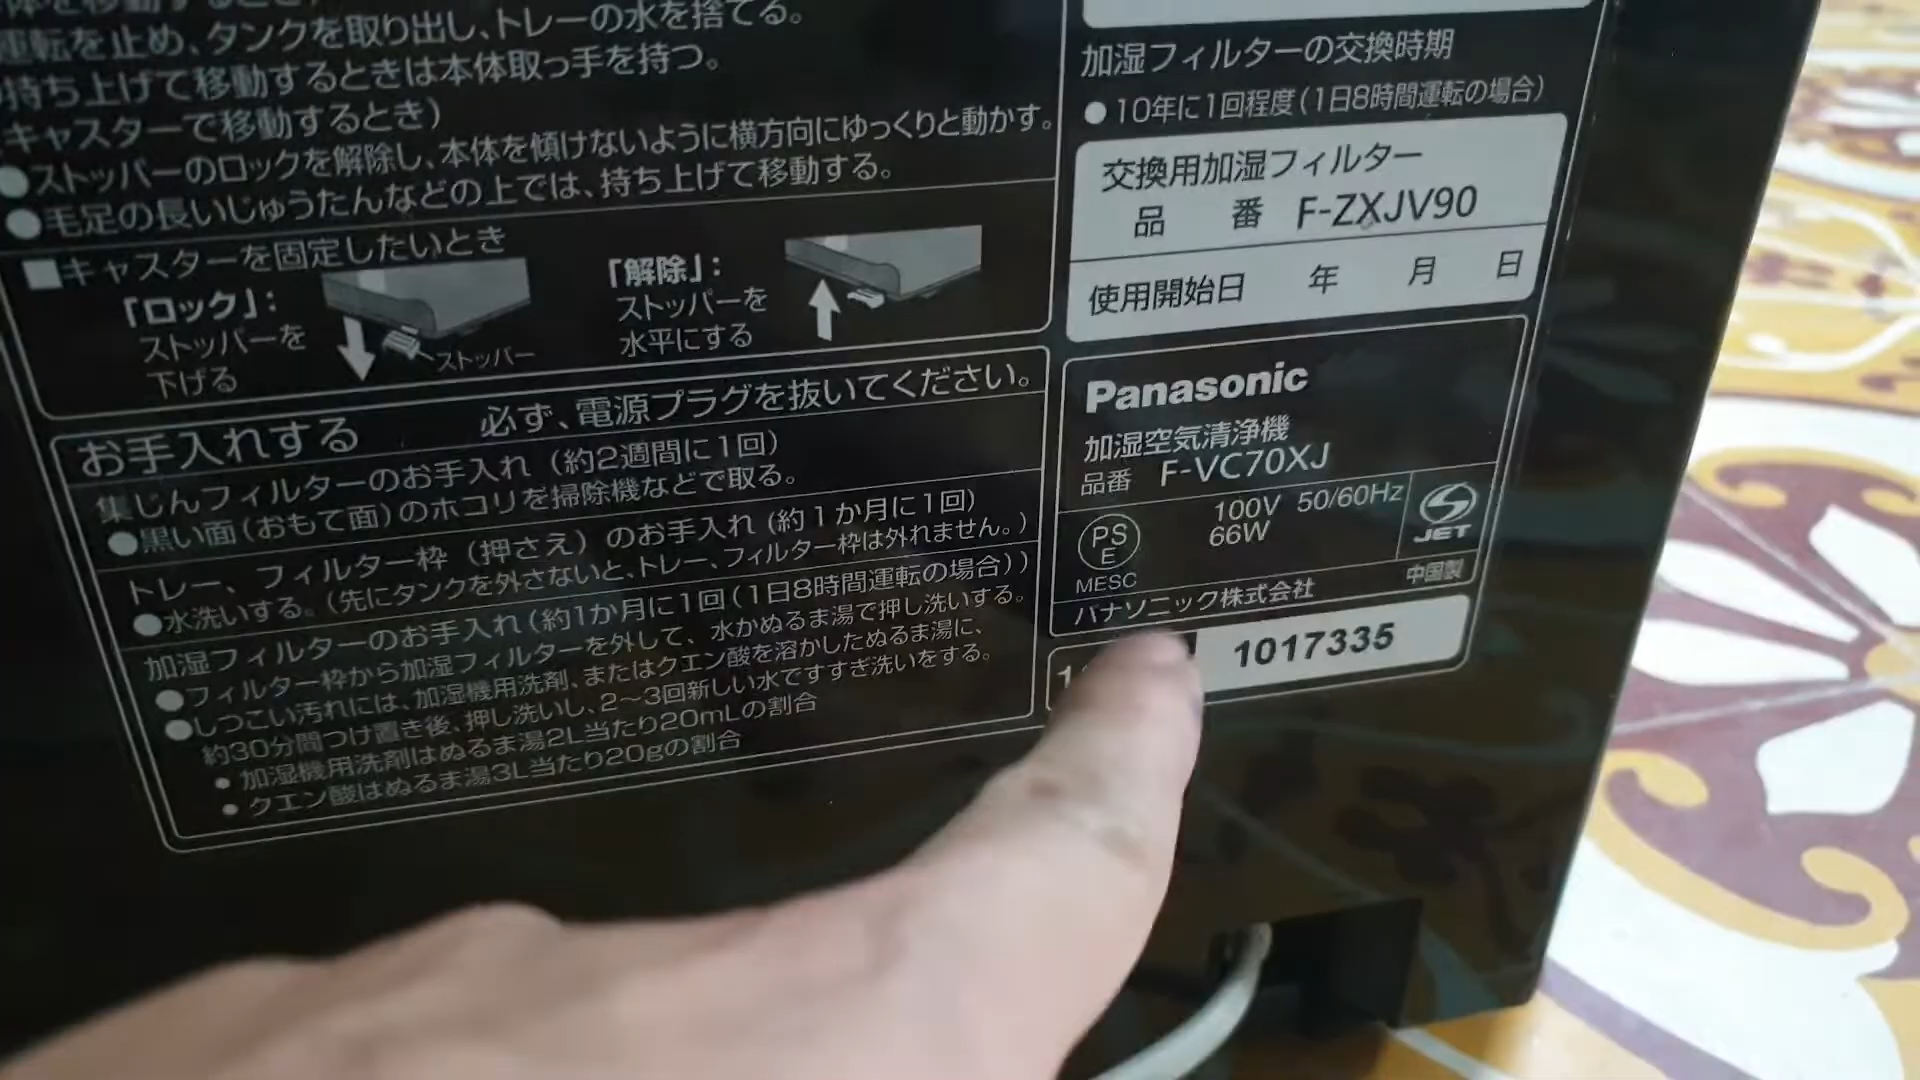 運転を止め、タンクを取り出し、トレーの水を捨てる。
持ち上げて移動するときは本体取っ手を持つ。
キャスターで移動するとき)
●ストッパーのロックを解除し、本体を傾けないように横方向にゆっくりと動かす。
●毛足の長いじゅうたんなどの上では、持ち上げて移動する。
■キャスターを固定したいとき
「ロック」:
ストッパーを
下げる
ストッパー
「解除」:
ストッパーを
水平にする
お手入れする 必ず、電源プラグを抜いてください。
集じんフィルターのお手入れ(約2週間に1回)
●黒い面(おもて面)のホコリを掃除機などで取る。
トレー、フィルター枠(押さえ)のお手入れ(約1か月に1回)
●水洗いする。(先にタンクを外さないと、トレー、フィルター枠は外れません。)
加湿フィルターのお手入れ(約1か月に1回(1日8時間運転の場合))
●フィルター枠から加湿フィルターを外して、水かぬるま湯で押し洗いする。
●しつこい汚れには、加湿機用洗剤、またはクエン酸を溶かしたぬるま湯に、
約30分間つけ置き後、押し洗いし、2～3回新しい水ですすぎ洗いをする。
• 加湿機用洗剤はぬるま湯2L当たり20mLの割合
• クエン酸はぬるま湯3L当たり20gの割合
加湿フィルターの交換時期
●10年に1回程度(1日8時間運転の場合)
交換用加湿フィルター
品 番 F-ZXJV90
使用開始日 年 月 日
Panasonic
加湿空気清浄機
品番 F-VC70XJ
PS
E
MESC
100V 50/60Hz
66W
JET
パナソニック株式会社 中国製
1017335